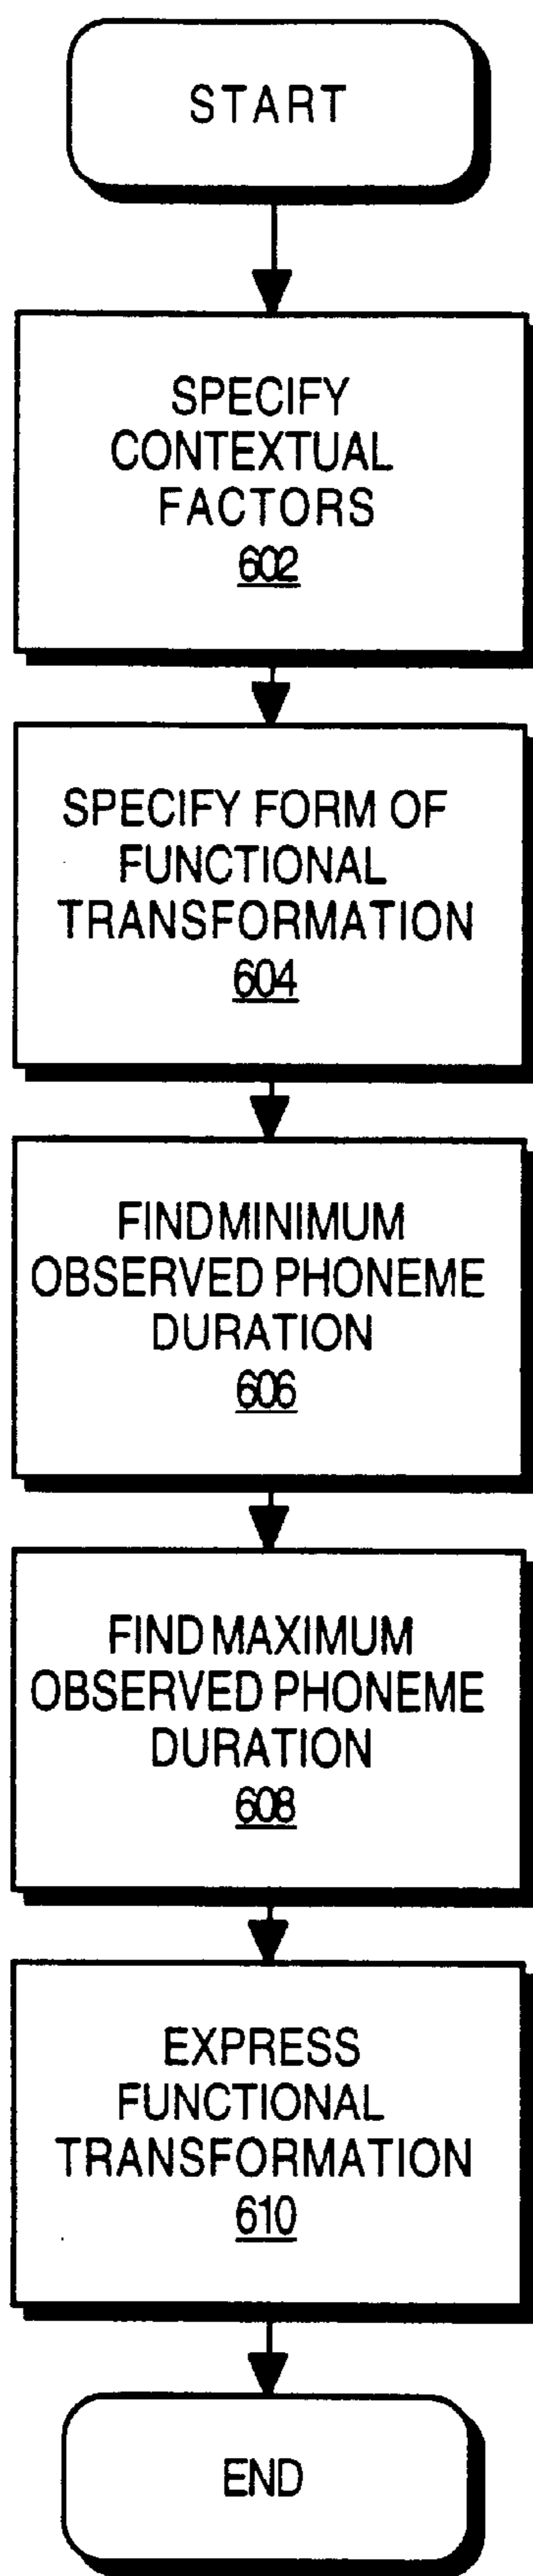 START
SPECIFY
CONTEXTUAL
FACTORS
602
SPECIFY FORM OF
FUNCTIONAL
TRANSFORMATION
604
FIND MINIMUM
OBSERVED PHONEME
DURATION
606
FIND MAXIMUM
OBSERVED PHONEME
DURATION
608
EXPRESS
FUNCTIONAL
TRANSFORMATION
610
END